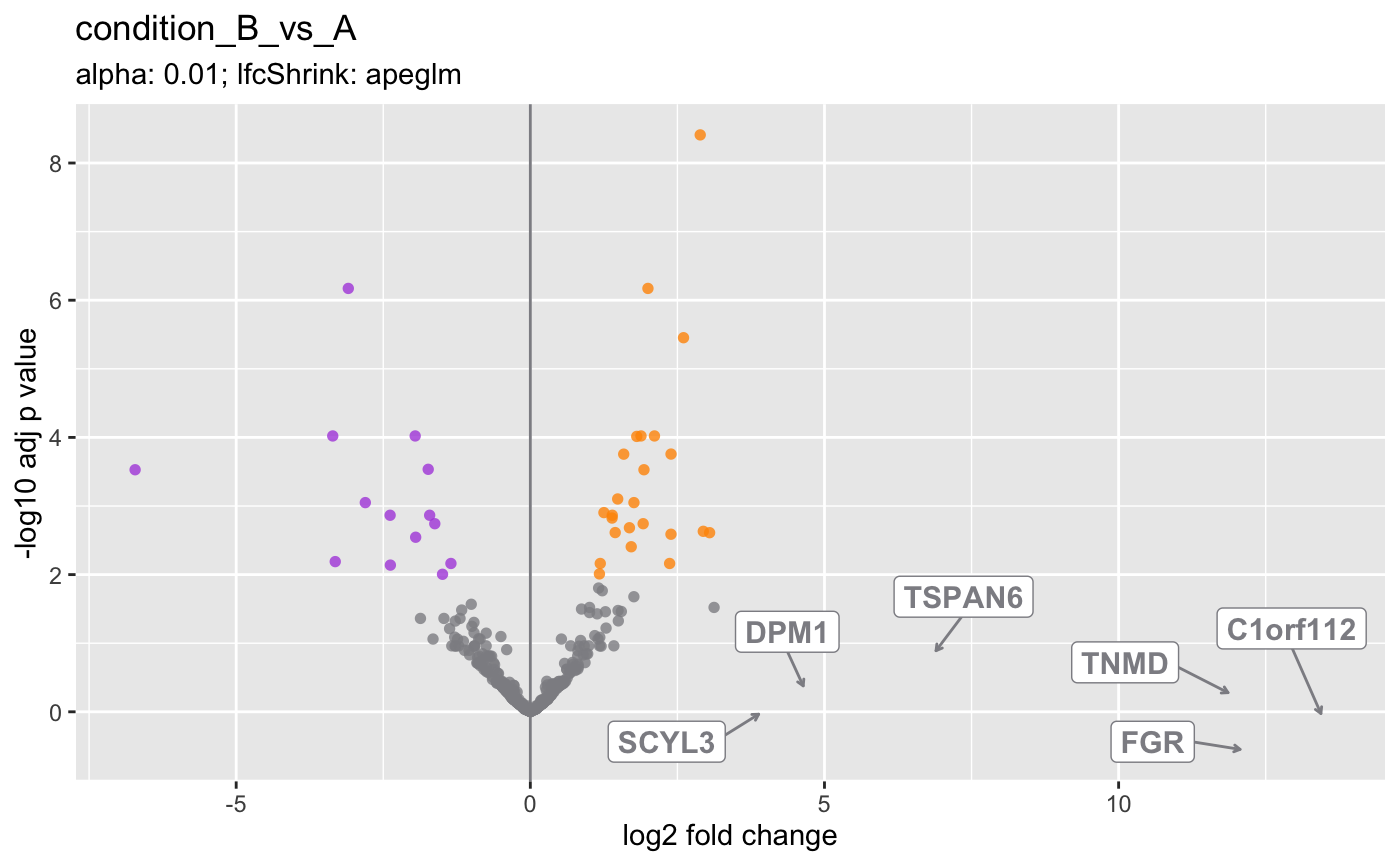 condition_B_vs_A
alpha: 0.01; lfcShrink: apeglm
8
6
4
2
0
-log10 adj p value
TSPAN6
DPM1
C1orf112
TNMD
SCYL3
FGR
-5
0
5
10
log2 fold change